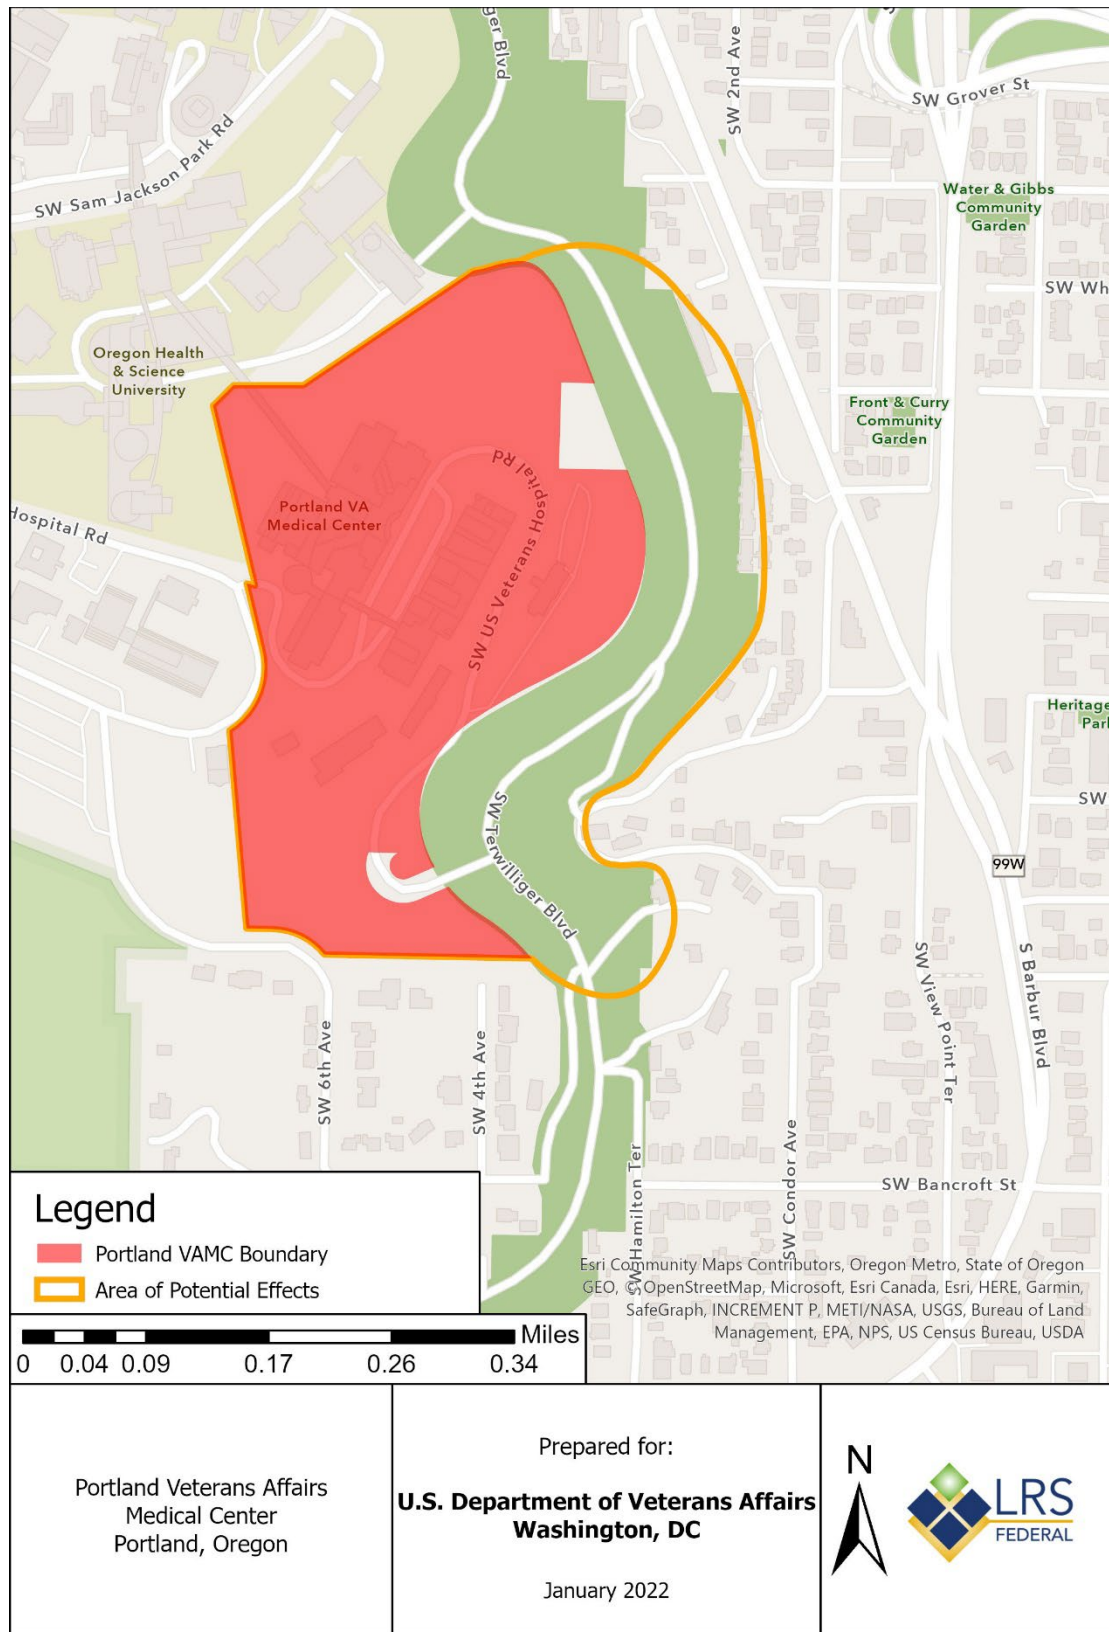 ger Blvd
SW 2nd Ave
SW Grover St
SW Sam Jackson Park Rd
Water & Gibbs
Community
Garden
SW Wh
Oregon Health
& Science
University
Front & Curry
Community
Garden
SW US Veterans Hospital Rd
Portland VA
Medical Center
Hospital Rd
Heritage
Park
SW
SW Terwilliger Blvd
99W
S Barbur Blvd
SW View Point Ter
SW 6th Ave
SW 4th Ave
SW Condor Ave
SW Hamilton Ter
SW Bancroft St
Legend
Portland VAMC Boundary
Area of Potential Effects
Esri Community Maps Contributors, Oregon Metro, State of Oregon
GEO, © OpenStreetMap, Microsoft, Esri Canada, Esri, HERE, Garmin,
SafeGraph, INCREMENT P, METI/NASA, USGS, Bureau of Land
Management, EPA, NPS, US Census Bureau, USDA
Miles
0 0.04 0.09 0.17 0.26 0.34
Portland Veterans Affairs
Medical Center
Portland, Oregon
Prepared for:
U.S. Department of Veterans Affairs
Washington, DC
January 2022
N
LRS
FEDERAL